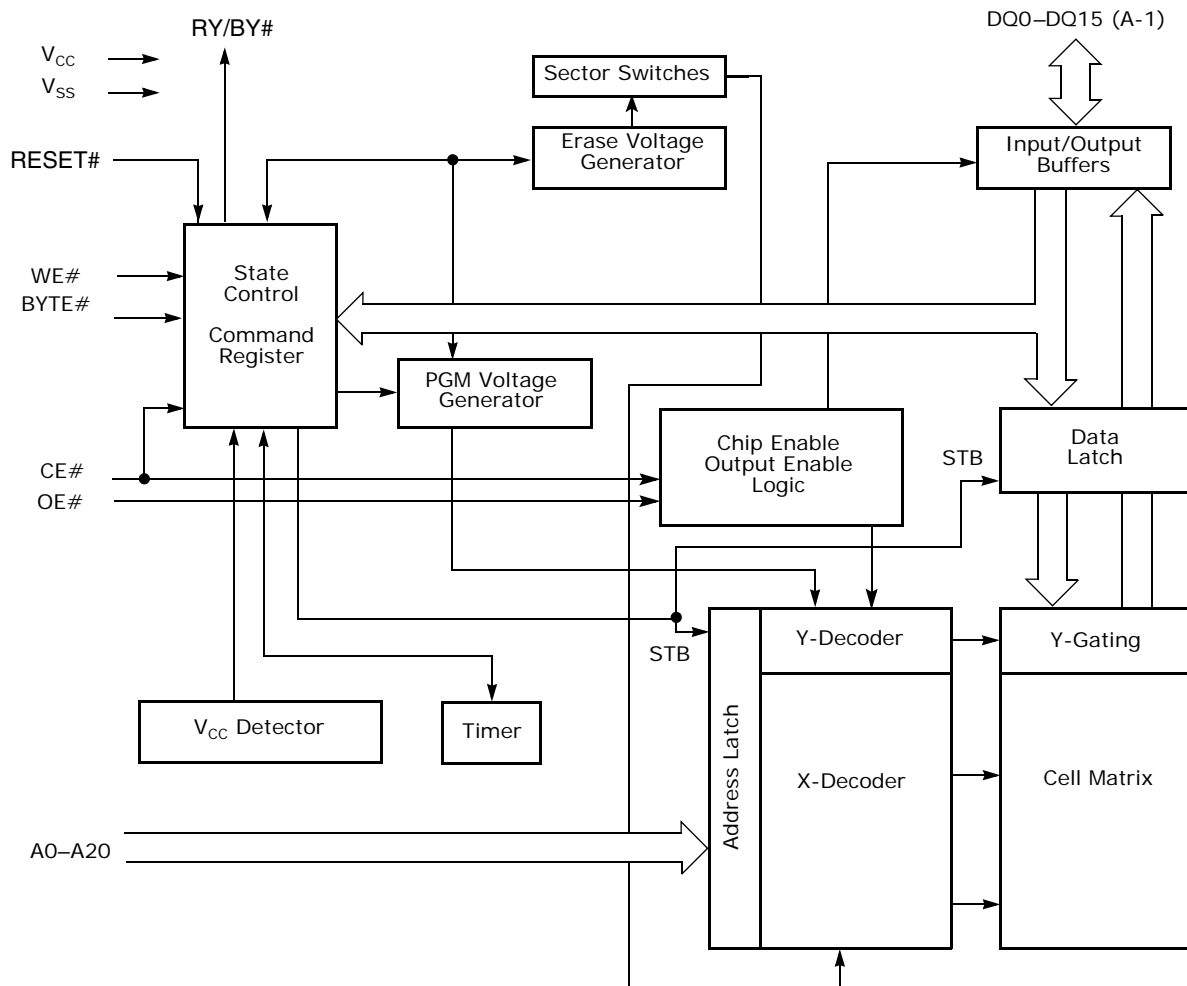 RY/BY#
DQ0–DQ15 (A-1)
VCC
VSS
Sector Switches
Erase Voltage
Generator
Input/Output
Buffers
RESET#
WE#
BYTE#
State
Control
Command
Register
PGM Voltage
Generator
Chip Enable
Output Enable
Logic
Data
Latch
STB
CE#
OE#
STB
Y-Decoder
Y-Gating
VCC Detector
Timer
Address Latch
X-Decoder
Cell Matrix
A0–A20